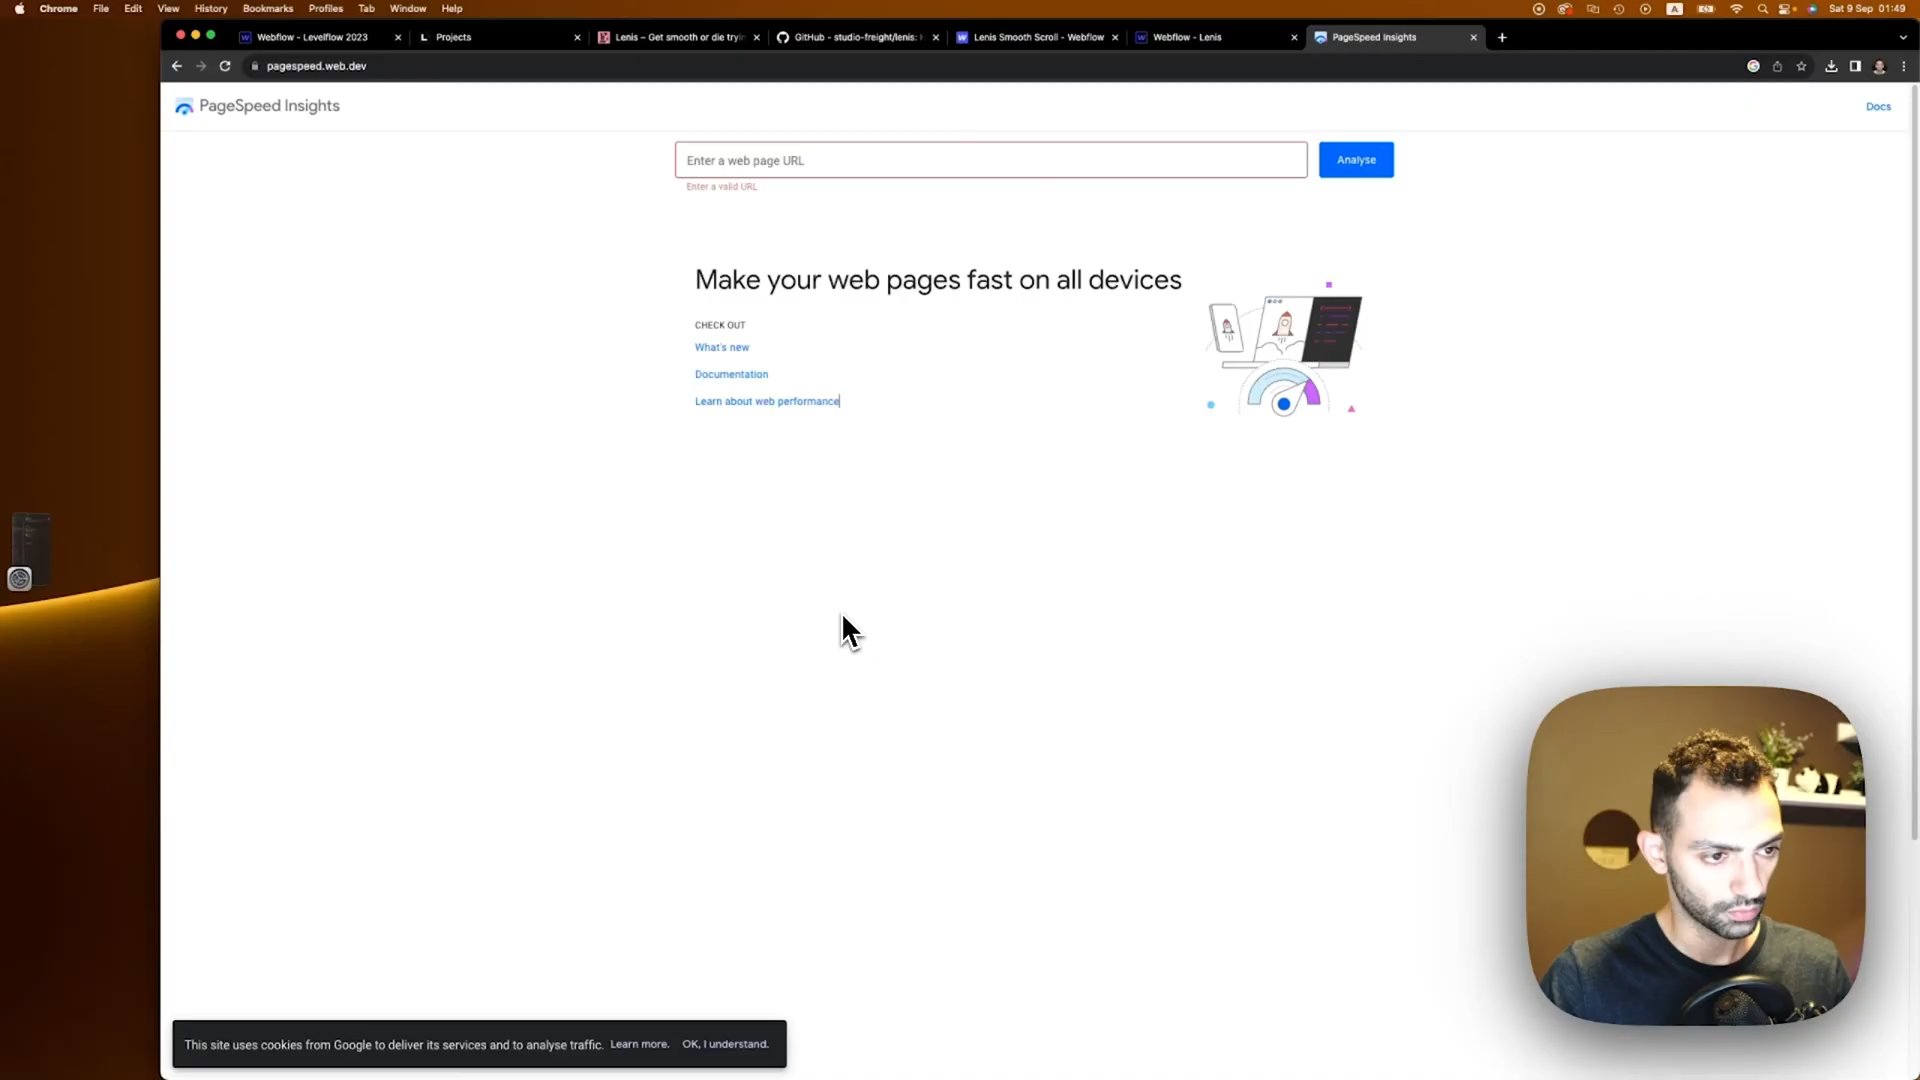 Chrome File Edit View History Bookmarks Profiles Tab Window Help
A
Sat 9 Sep 01:49
Webflow - Levelflow 2023
L Projects
Lenis – Get smooth or die tryi
GitHub - studio-freight/lenis:
Lenis Smooth Scroll - Webflow
Webflow - Lenis
PageSpeed Insights
pagespeed.web.dev
PageSpeed Insights
Docs
Enter a web page URL
Analyse
Enter a valid URL
Make your web pages fast on all devices
CHECK OUT
What's new
Documentation
Learn about web performance
This site uses cookies from Google to deliver its services and to analyse traffic. Learn more. OK, I understand.